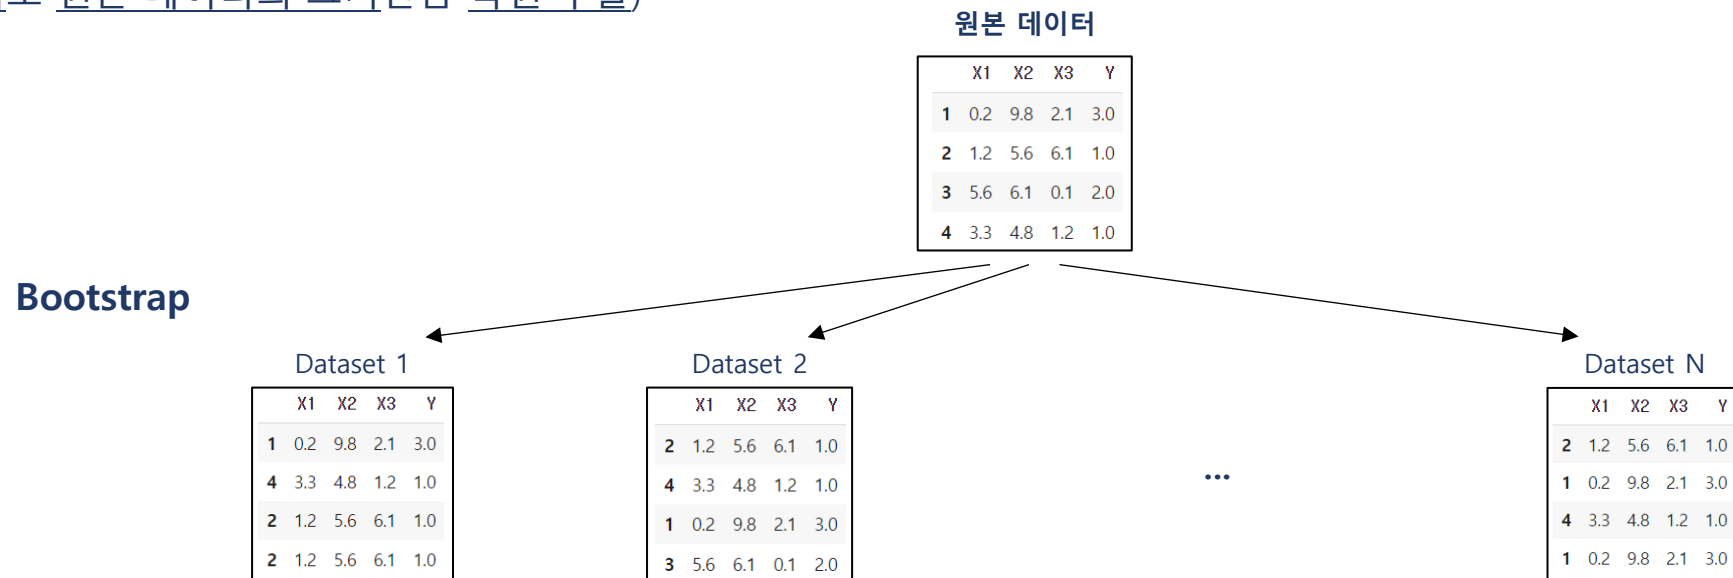 원본 데이터
X1 X2 X3 Y
1 0.2 9.8 2.1 3.0
2 1.2 5.6 6.1 1.0
3 5.6 6.1 0.1 2.0
4 3.3 4.8 1.2 1.0
Bootstrap
Dataset 1
X1 X2 X3 Y
1 0.2 9.8 2.1 3.0
4 3.3 4.8 1.2 1.0
2 1.2 5.6 6.1 1.0
2 1.2 5.6 6.1 1.0
Dataset 2
X1 X2 X3 Y
2 1.2 5.6 6.1 1.0
4 3.3 4.8 1.2 1.0
1 0.2 9.8 2.1 3.0
3 5.6 6.1 0.1 2.0
...
Dataset N
X1 X2 X3 Y
2 1.2 5.6 6.1 1.0
1 0.2 9.8 2.1 3.0
4 3.3 4.8 1.2 1.0
1 0.2 9.8 2.1 3.0